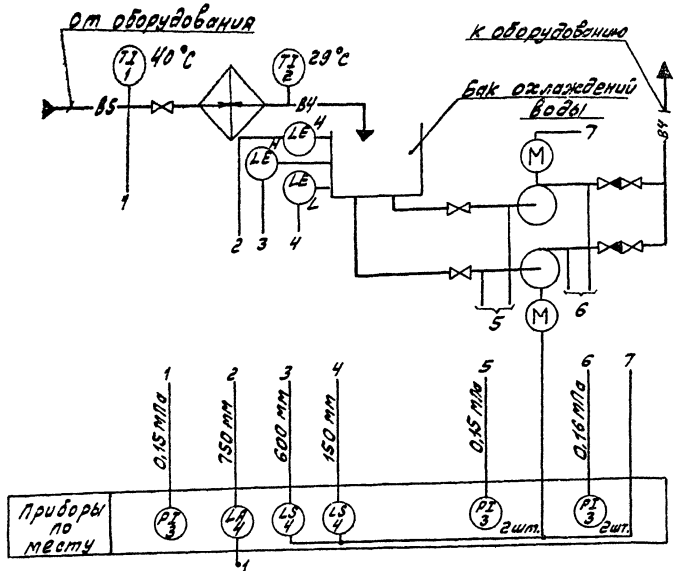 от оборудования
к оборудованию
TI
1
40°C
TI
2
29°C
В5
В4
В4
бак охлаждений
воды
7
M
LE
H
LE
H
LE
L
1
2
3
4
5
6
M
1
2
3
4
5
6
7
0,15 МПа
750 мм
600 мм
150 мм
0,15 МПа
0,16 МПа
Приборы
по
месту
PI
3
LA
4
LS
4
LS
4
PI
3
2шт.
PI
3
2шт.
1